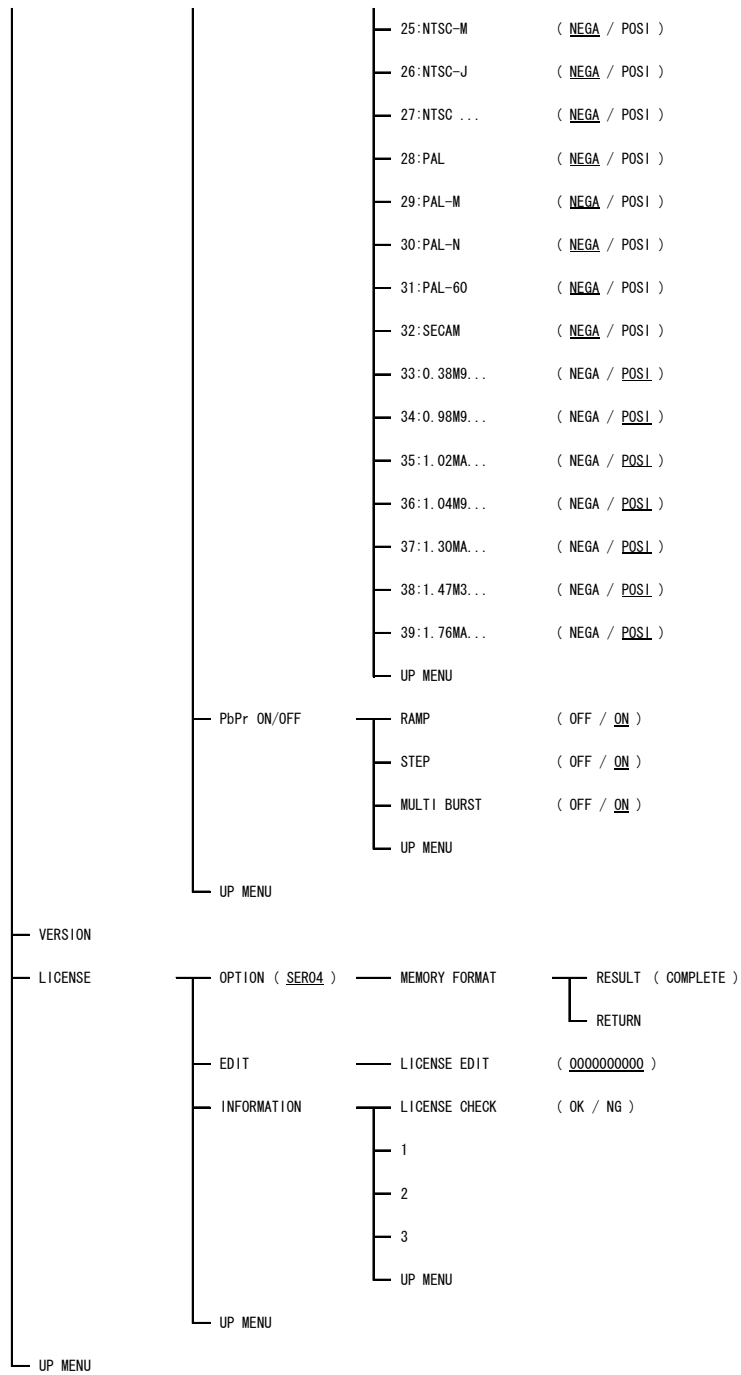 25:NTSC-M ( NEGA / POSI )
26:NTSC-J ( NEGA / POSI )
27:NTSC ... ( NEGA / POSI )
28:PAL ( NEGA / POSI )
29:PAL-M ( NEGA / POSI )
30:PAL-N ( NEGA / POSI )
31:PAL-60 ( NEGA / POSI )
32:SECAM ( NEGA / POSI )
33:0.38M9... ( NEGA / POSI )
34:0.98M9... ( NEGA / POSI )
35:1.02MA... ( NEGA / POSI )
36:1.04M9... ( NEGA / POSI )
37:1.30MA... ( NEGA / POSI )
38:1.47M3... ( NEGA / POSI )
39:1.76MA... ( NEGA / POSI )
UP MENU
PbPr ON/OFF RAMP ( OFF / ON )
STEP ( OFF / ON )
MULTI BURST ( OFF / ON )
UP MENU
UP MENU
VERSION
LICENSE OPTION ( SER04 ) MEMORY FORMAT RESULT ( COMPLETE )
RETURN
EDIT LICENSE EDIT ( 0000000000 )
INFORMATION LICENSE CHECK ( OK / NG )
1
2
3
UP MENU
UP MENU
UP MENU